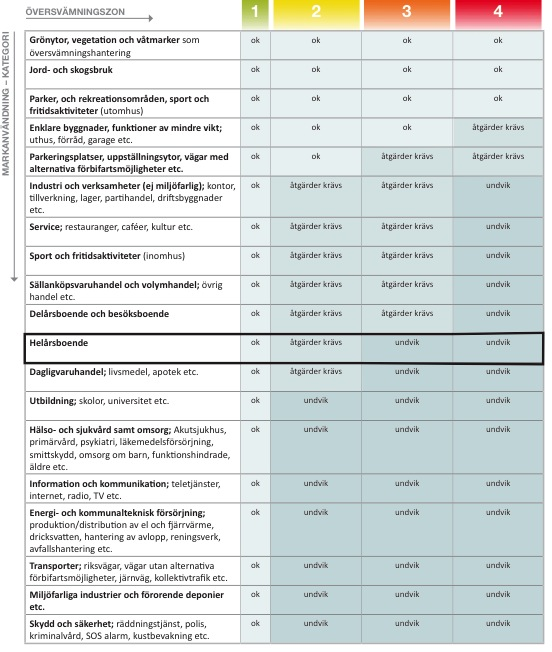 ÖVERSVÄMNINGSZON
1 2 3 4
MARKANVÄNDNING – KATEGORI
Grönytor, vegetation och våtmarker som
översvämningshantering
ok ok ok ok
Jord- och skogsbruk
ok ok ok ok
Parker, och rekreationsområden, sport och
fritidsaktiviteter (utomhus)
ok ok ok ok
Enklare byggnader, funktioner av mindre vikt;
uthus, förråd, garage etc.
ok ok ok åtgärder krävs
Parkeringsplatser, uppställningsytor, vägar med
alternativa förbifartsmöjligheter etc.
ok ok åtgärder krävs åtgärder krävs
Industri och verksamheter (ej miljöfarlig); kontor,
tillverkning, lager, partihandel, driftsbyggnader
etc.
ok åtgärder krävs åtgärder krävs undvik
Service; restauranger, caféer, kultur etc.
ok åtgärder krävs åtgärder krävs undvik
Sport och fritidsaktiviteter (inomhus)
ok åtgärder krävs åtgärder krävs undvik
Sällanköpsvaruhandel och volymhandel; övrig
handel etc.
ok åtgärder krävs åtgärder krävs undvik
Delårsboende och besöksboende
ok åtgärder krävs åtgärder krävs undvik
Helårsboende
ok åtgärder krävs undvik undvik
Dagligvaruhandel; livsmedel, apotek etc.
ok åtgärder krävs undvik undvik
Utbildning; skolor, universitet etc.
ok undvik undvik undvik
Hälso- och sjukvård samt omsorg; Akutsjukhus,
primärvård, psykiatri, läkemedelsförsörjning,
smittskydd, omsorg om barn, funktionshindrade,
äldre etc.
ok undvik undvik undvik
Information och kommunikation; teletjänster,
internet, radio, TV etc.
ok undvik undvik undvik
Energi- och kommunalteknisk försörjning;
produktion/distribution av el och fjärrvärme,
dricksvatten, hantering av avlopp, reningsverk,
avfallshantering etc.
ok undvik undvik undvik
Transporter; riksvägar, vägar utan alternativa
förbifartsmöjligheter, järnväg, kollektivtrafik etc.
ok undvik undvik undvik
Miljöfarliga industrier och förorende deponier
etc.
ok undvik undvik undvik
Skydd och säkerhet; räddningstjänst, polis,
kriminalvård, SOS alarm, kustbevakning etc.
ok undvik undvik undvik